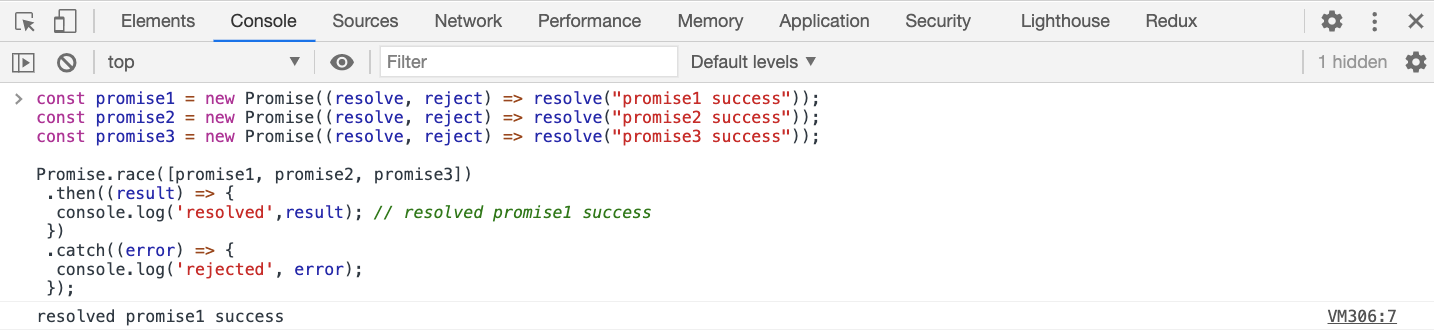 Elements Console Sources Network Performance Memory Application Security Lighthouse Redux
top Filter Default levels 1 hidden
const promise1 = new Promise((resolve, reject) => resolve("promise1 success"));
const promise2 = new Promise((resolve, reject) => resolve("promise2 success"));
const promise3 = new Promise((resolve, reject) => resolve("promise3 success"));
Promise.race([promise1, promise2, promise3])
.then((result) => {
console.log('resolved',result); // resolved promise1 success
})
.catch((error) => {
console.log('rejected', error);
});
resolved promise1 success VM306:7